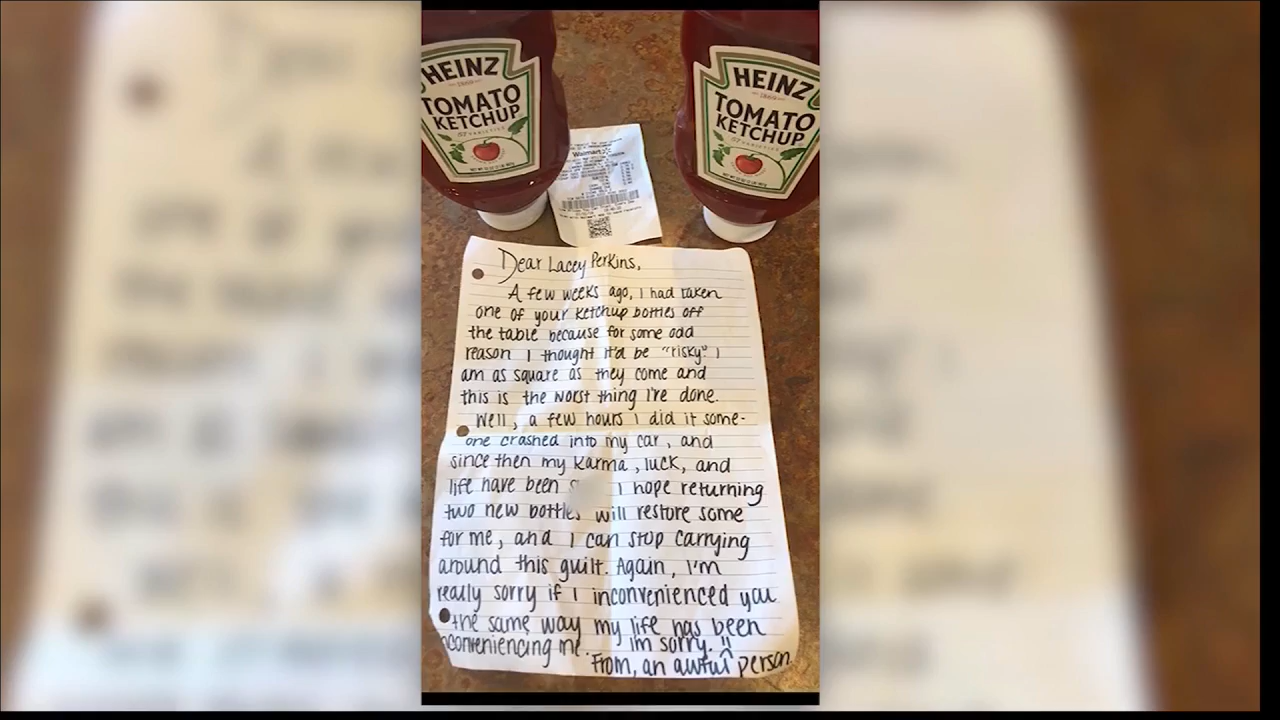 HEINZ
TOMATO
KETCHUP
57 VARIETIES
HEINZ
TOMATO
KETCHUP
57 VARIETIES
Walmart
Dear Lacey Perkins,
A few weeks ago, I had taken
one of your ketchup bottles off
the table because for some odd
reason I thought it'd be "risky" I
am as square as they come and
this is the worst thing I've done.
Well, a few hours I did it some-
one crashed into my car, and
since then my karma, luck, and
life have been I hope returning
two new bottles will restore some
for me, and I can stop carrying
around this guilt. Again, I'm
really sorry if I inconvenienced you
the same way my life has been
inconveniencing me. I'm sorry. !!
From, an awful person